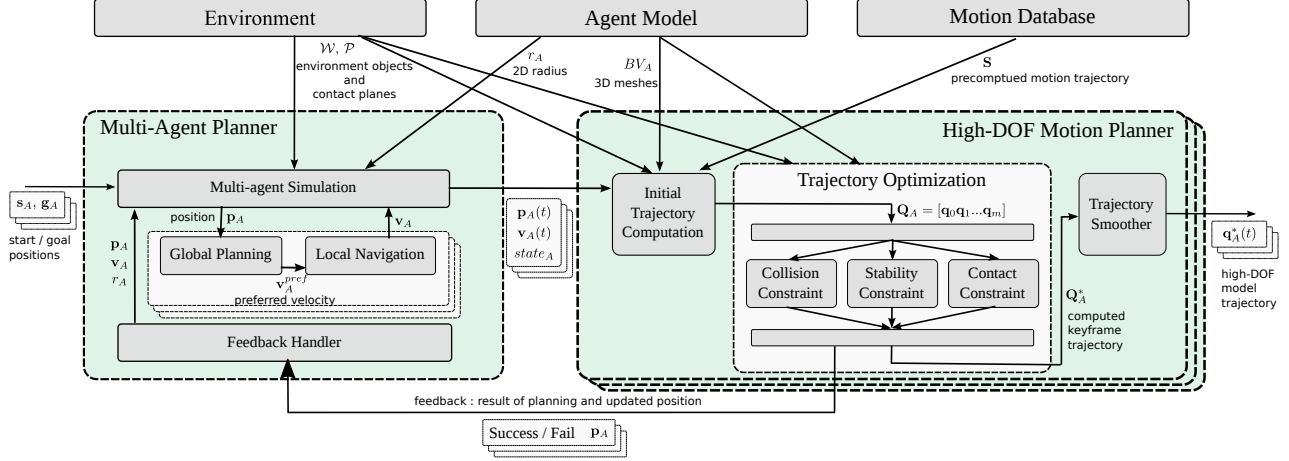 Environment
Agent Model
Motion Database
𝒲, 𝒫
environment objects
and
contact planes
r_A
2D radius
BV_A
3D meshes
S
precomptued motion trajectory
Multi-Agent Planner
High-DOF Motion Planner
Multi-agent Simulation
s_A, g_A
start / goal
positions
position
p_A
v_A
Global Planning
Local Navigation
v_A^{pref}
preferred velocity
p_A
v_A
r_A
Feedback Handler
p_A(t)
v_A(t)
state_A
Initial
Trajectory
Computation
Trajectory Optimization
Q_A = [q_0q_1...q_m]
Collision
Constraint
Stability
Constraint
Contact
Constraint
Q_A^*
computed
keyframe
trajectory
Trajectory
Smoother
q_A^*(t)
high-DOF
model
trajectory
feedback : result of planning and updated position
Success / Fail p_A